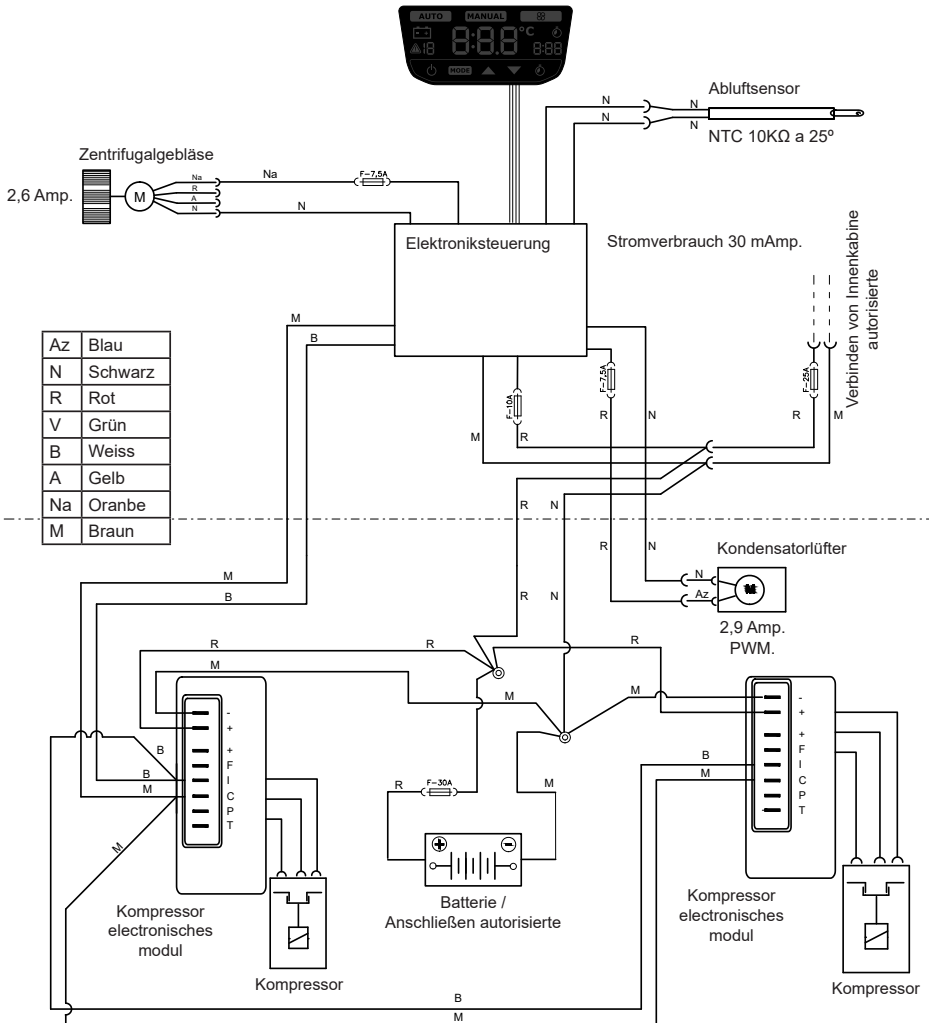 AUTO MANUAL 88
8:8.8 °C
18 8:88
MODE
Abluftsensor
N N
N N
NTC 10KΩ a 25º
Zentrifugalgebläse
2,6 Amp.
M
Na
R
A
N
Na
F-7,5A
N
Elektroniksteuerung
Stromverbrauch 30 mAmp.
Verbinden von Innenkabine
autorisierte
M
B
Az Blau
N Schwarz
R Rot
V Grün
B Weiss
A Gelb
Na Oranbe
M Braun
F-10A
F-7,5A
F-25A
M R
R N
R M
R N
R N
Kondensatorlüfter
N
Az
M
2,9 Amp.
PWM.
M
B
R N
R R
R
M
M
M
-
+
+
F
I
C
P
T
B
B
M
M
R F-30A
M
+ -
Batterie /
Anschließen autorisierte
B
M
-
+
+
F
I
C
P
T
Kompressor
electronisches
modul
Kompressor
Kompressor
electronisches
modul
Kompressor
B
M